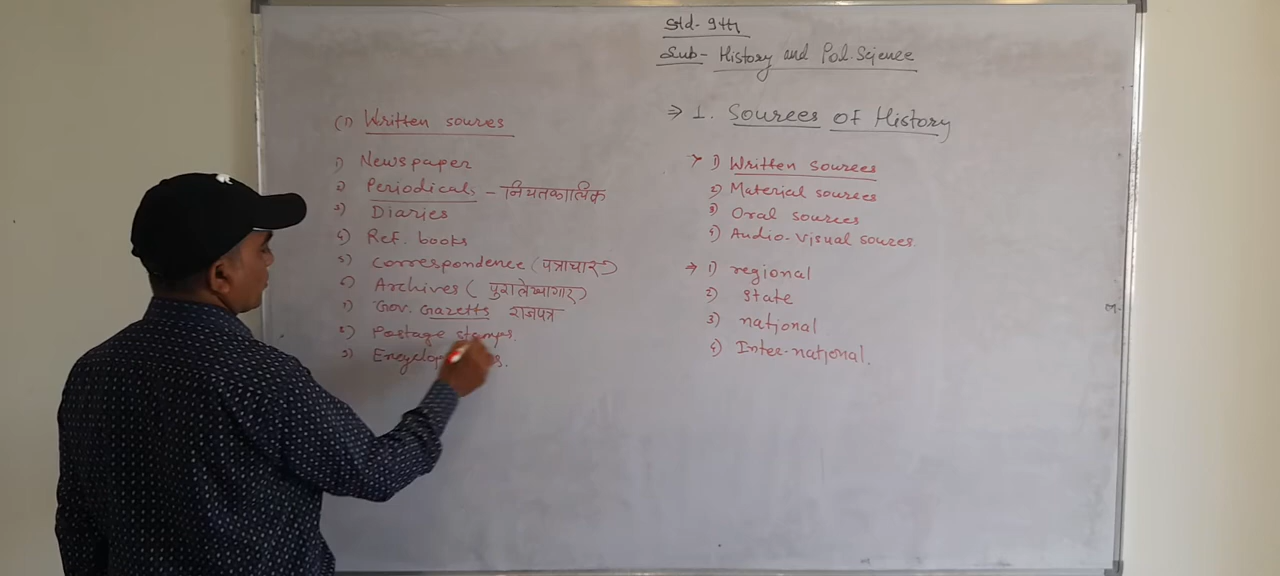 Std- 9th
Sub- History and Pol. Science
⇒ 1. Sources of History
(1) Written soures
1) Newspaper
2) Periodicals - नियतकालिक
3) Diaries
4) Ref. books
5) Correspondence (पत्राचार)
6) Archives (पुरालेखागार)
7) Gov. Gazetts राजपत्र
8) Postage stamps.
9)
1) Written sources
2) Material sources
3) Oral sources
4) Audio-Visual soures.
⇒ 1) regional
2) state
3) national
4) Inter-national.